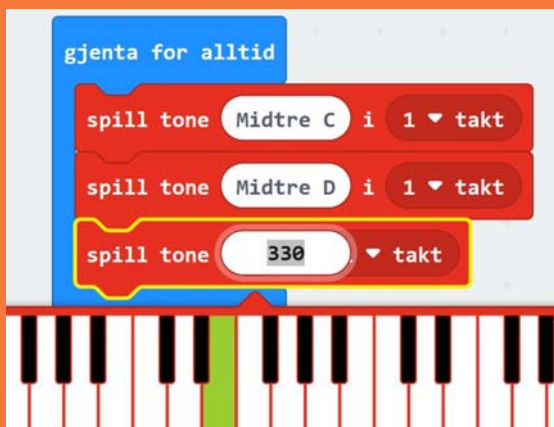 gjenta for alltid
spill tone Midtre C i 1 takt
spill tone Midtre D i 1 takt
spill tone 330 takt